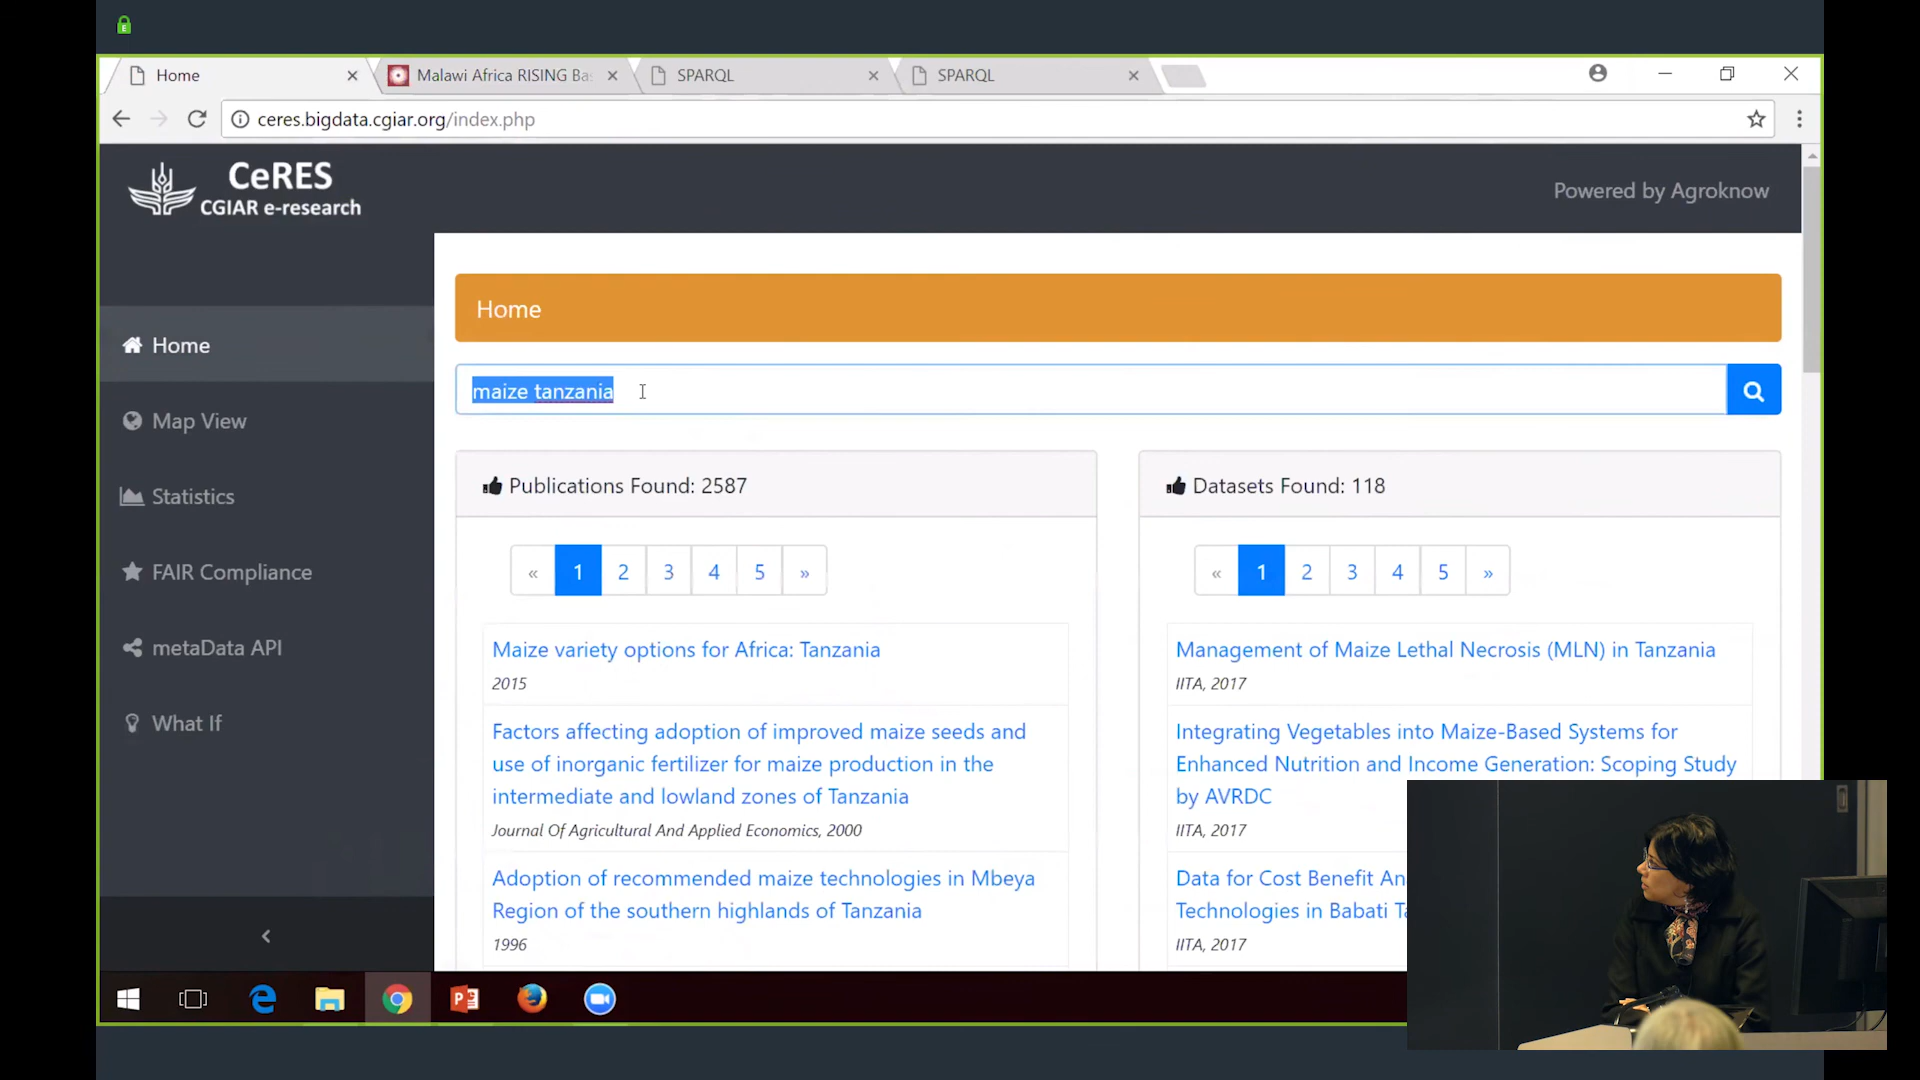 Home
Malawi Africa RISING Ba
SPARQL
SPARQL
ceres.bigdata.cgiar.org/index.php
CeRES
CGIAR e-research
Powered by Agroknow
Home
Map View
Statistics
FAIR Compliance
metaData API
What If
Home
maize tanzania
Publications Found: 2587
« 1 2 3 4 5 »
Maize variety options for Africa: Tanzania
2015
Factors affecting adoption of improved maize seeds and
use of inorganic fertilizer for maize production in the
intermediate and lowland zones of Tanzania
Journal Of Agricultural And Applied Economics, 2000
Adoption of recommended maize technologies in Mbeya
Region of the southern highlands of Tanzania
1996
Datasets Found: 118
« 1 2 3 4 5 »
Management of Maize Lethal Necrosis (MLN) in Tanzania
IITA, 2017
Integrating Vegetables into Maize-Based Systems for
Enhanced Nutrition and Income Generation: Scoping Study
by AVRDC
IITA, 2017
Data for Cost Benefit An
Technologies in Babati T
IITA, 2017